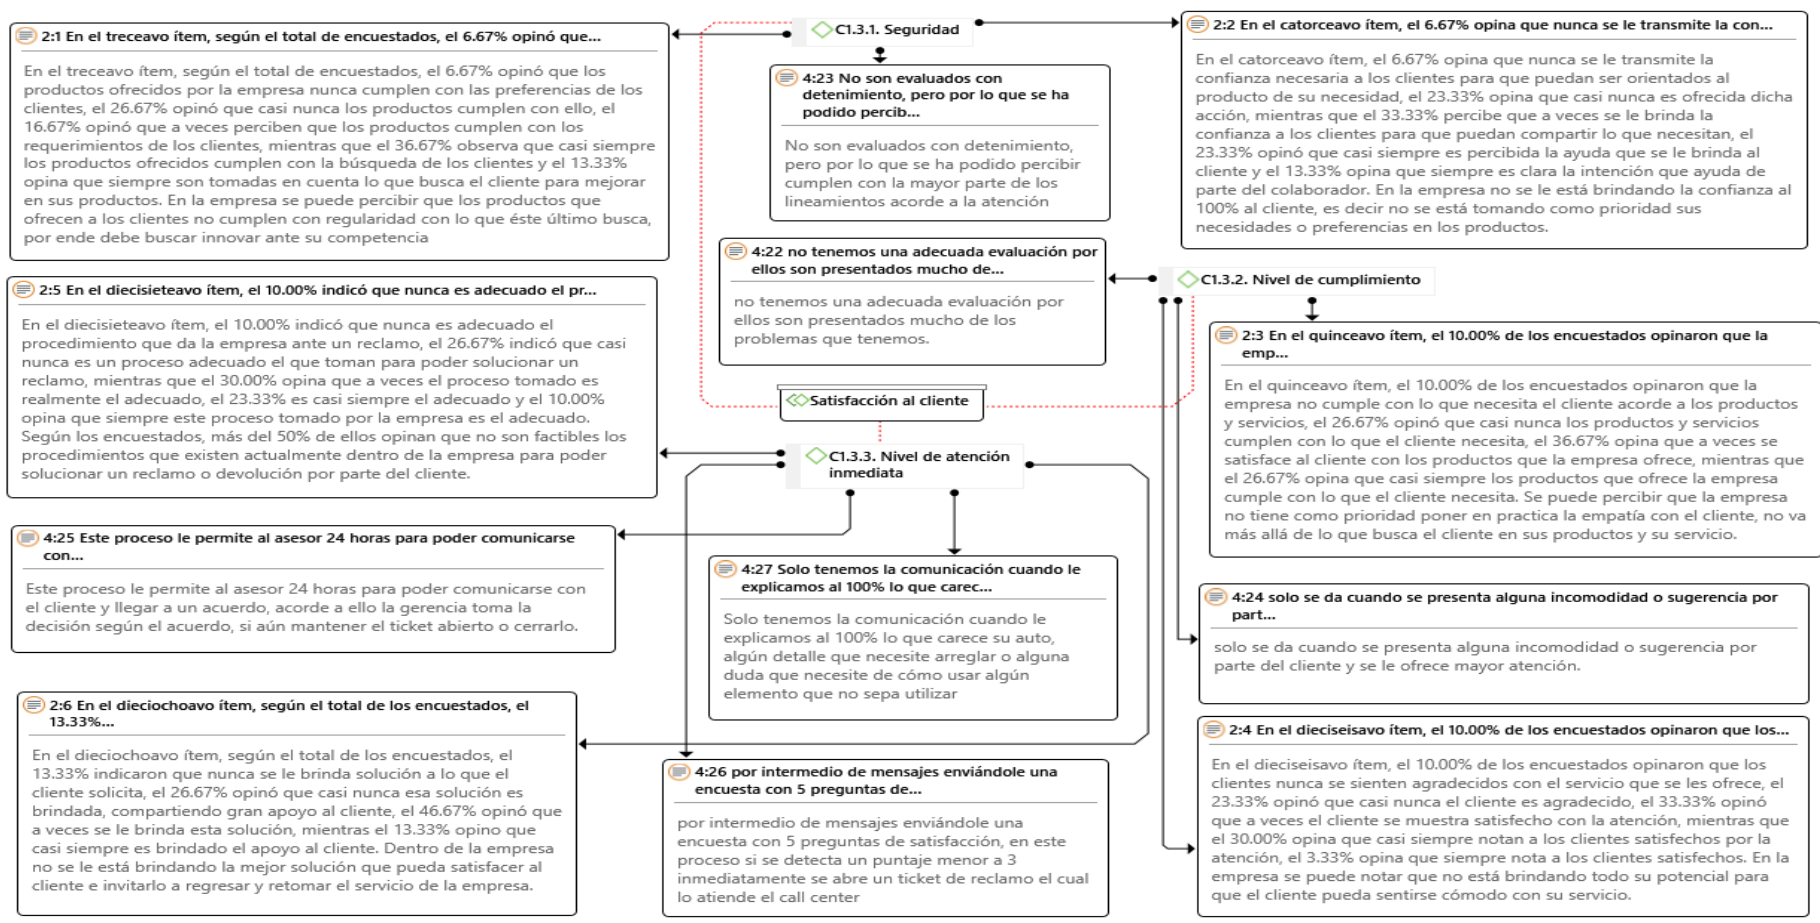 2:1 En el treceavo ítem, según el total de encuestados, el 6.67% opinó que...
En el treceavo ítem, según el total de encuestados, el 6.67% opinó que los
productos ofrecidos por la empresa nunca cumplen con las preferencias de los
clientes, el 26.67% opinó que casi nunca los productos cumplen con ello, el
16.67% opinó que a veces perciben que los productos cumplen con los
requerimientos de los clientes, mientras que el 36.67% observa que casi siempre
los productos ofrecidos cumplen con la búsqueda de los clientes y el 13.33%
opina que siempre son tomadas en cuenta lo que busca el cliente para mejorar
en sus productos. En la empresa se puede percibir que los productos que
ofrecen a los clientes no cumplen con regularidad con lo que éste último busca,
por ende debe buscar innovar ante su competencia
C1.3.1. Seguridad
4:23 No son evaluados con
detenimiento, pero por lo que se ha
podido percib...
No son evaluados con detenimiento,
pero por lo que se ha podido percibir
cumplen con la mayor parte de los
lineamientos acorde a la atención
2:2 En el catorceavo ítem, el 6.67% opina que nunca se le transmite la con...
En el catorceavo ítem, el 6.67% opina que nunca se le transmite la
confianza necesaria a los clientes para que puedan ser orientados al
producto de su necesidad, el 23.33% opina que casi nunca es ofrecida dicha
acción, mientras que el 33.33% percibe que a veces se le brinda la
confianza a los clientes para que puedan compartir lo que necesitan, el
23.33% opinó que casi siempre es percibida la ayuda que se le brinda al
cliente y el 13.33% opina que siempre es clara la intención que ayuda de
parte del colaborador. En la empresa no se le está brindando la confianza al
100% al cliente, es decir no se está tomando como prioridad sus
necesidades o preferencias en los productos.
4:22 no tenemos una adecuada evaluación por
ellos son presentados mucho de...
no tenemos una adecuada evaluación por
ellos son presentados mucho de los
problemas que tenemos.
C1.3.2. Nivel de cumplimiento
2:5 En el diecisieteavo ítem, el 10.00% indicó que nunca es adecuado el pr...
En el diecisieteavo ítem, el 10.00% indicó que nunca es adecuado el
procedimiento que da la empresa ante un reclamo, el 26.67% indicó que casi
nunca es un proceso adecuado el que toman para poder solucionar un
reclamo, mientras que el 30.00% opina que a veces el proceso tomado es
realmente el adecuado, el 23.33% es casi siempre el adecuado y el 10.00%
opina que siempre este proceso tomado por la empresa es el adecuado.
Según los encuestados, más del 50% de ellos opinan que no son factibles los
procedimientos que existen actualmente dentro de la empresa para poder
solucionar un reclamo o devolución por parte del cliente.
2:3 En el quinceavo ítem, el 10.00% de los encuestados opinaron que la
emp...
En el quinceavo ítem, el 10.00% de los encuestados opinaron que la
empresa no cumple con lo que necesita el cliente acorde a los productos
y servicios, el 26.67% opinó que casi nunca los productos y servicios
cumplen con lo que el cliente necesita, el 36.67% opina que a veces se
satisface al cliente con los productos que la empresa ofrece, mientras que
el 26.67% opina que casi siempre los productos que ofrece la empresa
cumple con lo que el cliente necesita. Se puede percibir que la empresa
no tiene como prioridad poner en practica la empatía con el cliente, no va
más allá de lo que busca el cliente en sus productos y su servicio.
Satisfacción al cliente
C1.3.3. Nivel de atención
inmediata
4:25 Este proceso le permite al asesor 24 horas para poder comunicarse
con...
Este proceso le permite al asesor 24 horas para poder comunicarse con
el cliente y llegar a un acuerdo, acorde a ello la gerencia toma la
decisión según el acuerdo, si aún mantener el ticket abierto o cerrarlo.
4:27 Solo tenemos la comunicación cuando le
explicamos al 100% lo que carec...
Solo tenemos la comunicación cuando le
explicamos al 100% lo que carece su auto,
algún detalle que necesite arreglar o alguna
duda que necesite de cómo usar algún
elemento que no sepa utilizar
4:24 solo se da cuando se presenta alguna incomodidad o sugerencia por
part...
solo se da cuando se presenta alguna incomodidad o sugerencia por
parte del cliente y se le ofrece mayor atención.
2:6 En el dieciochoavo ítem, según el total de los encuestados, el
13.33%...
En el dieciochoavo ítem, según el total de los encuestados, el
13.33% indicaron que nunca se le brinda solución a lo que el
cliente solicita, el 26.67% opinó que casi nunca esa solución es
brindada, compartiendo gran apoyo al cliente, el 46.67% opinó que
a veces se le brinda esta solución, mientras el 13.33% opino que
casi siempre es brindado el apoyo al cliente. Dentro de la empresa
no se le está brindando la mejor solución que pueda satisfacer al
cliente e invitarlo a regresar y retomar el servicio de la empresa.
4:26 por intermedio de mensajes enviándole una
encuesta con 5 preguntas de...
por intermedio de mensajes enviándole una
encuesta con 5 preguntas de satisfacción, en este
proceso si se detecta un puntaje menor a 3
inmediatamente se abre un ticket de reclamo el cual
lo atiende el call center
2:4 En el dieciseisavo ítem, el 10.00% de los encuestados opinaron que los...
En el dieciseisavo ítem, el 10.00% de los encuestados opinaron que los
clientes nunca se sienten agradecidos con el servicio que se les ofrece, el
23.33% opinó que casi nunca el cliente es agradecido, el 33.33% opinó
que a veces el cliente se muestra satisfecho con la atención, mientras que
el 30.00% opina que casi siempre notan a los clientes satisfechos por la
atención, el 3.33% opina que siempre nota a los clientes satisfechos. En la
empresa se puede notar que no está brindando todo su potencial para
que el cliente pueda sentirse cómodo con su servicio.